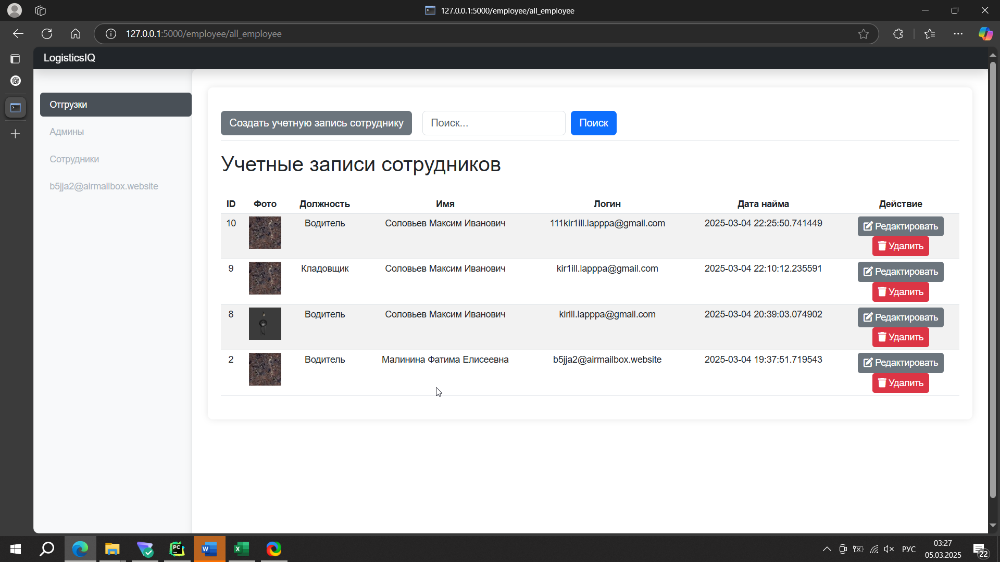 127.0.0.1:5000/employee/all_employee
127.0.0.1:5000/employee/all_employee
LogisticsIQ
Отгрузки
Админы
Сотрудники
b5jja2@airmailbox.website
Создать учетную запись сотруднику
Поиск...
Поиск
Учетные записи сотрудников
ID Фото Должность Имя Логин Дата найма Действие
10 Водитель Соловьев Максим Иванович 111kir1ill.lapppa@gmail.com 2025-03-04 22:25:50.741449 Редактировать
Удалить
9 Кладовщик Соловьев Максим Иванович kir1ill.lapppa@gmail.com 2025-03-04 22:10:12.235591 Редактировать
Удалить
8 Водитель Соловьев Максим Иванович kirill.lapppa@gmail.com 2025-03-04 20:39:03.074902 Редактировать
Удалить
2 Водитель Малинина Фатима Елисеевна b5jja2@airmailbox.website 2025-03-04 19:37:51.719543 Редактировать
Удалить
РУС
03:27
05.03.2025
22